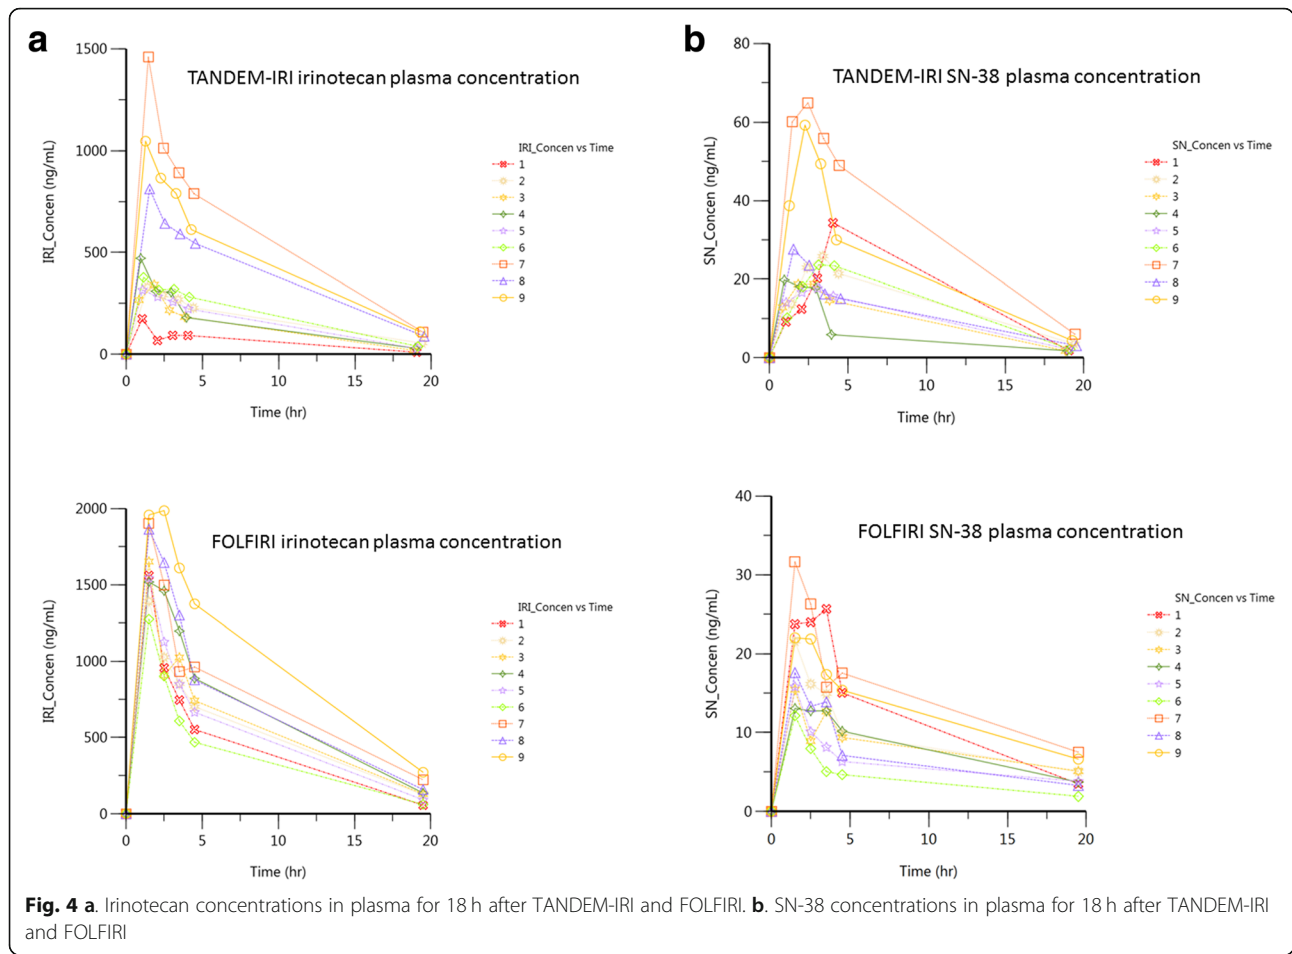 a
TANDEM-IRI irinotecan plasma concentration
IRI_Concen (ng/mL)
1500
1000
500
0
0 5 10 15 20
Time (hr)
IRI_Concen vs Time
1
2
3
4
5
6
7
8
9
b
TANDEM-IRI SN-38 plasma concentration
SN_Concen (ng/mL)
80
60
40
20
0
0 5 10 15 20
Time (hr)
SN_Concen vs Time
1
2
3
4
5
6
7
8
9
FOLFIRI irinotecan plasma concentration
IRI_Concen (ng/mL)
2000
1500
1000
500
0
0 5 10 15 20
Time (hr)
IRI_Concen vs Time
1
2
3
4
5
6
7
8
9
FOLFIRI SN-38 plasma concentration
SN_Concen (ng/mL)
40
30
20
10
0
0 5 10 15 20
Time (hr)
SN_Concen vs Time
1
2
3
4
5
6
7
8
9
Fig. 4 a. Irinotecan concentrations in plasma for 18 h after TANDEM-IRI and FOLFIRI. b. SN-38 concentrations in plasma for 18 h after TANDEM-IRI
and FOLFIRI